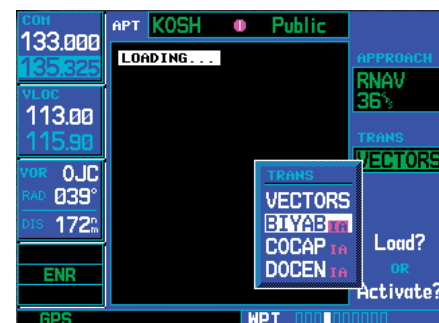 COM
133.000
135.325
VLOC
113.00
115.90
VOR OJC
RAD 039°
DIS 172nm
ENR
GPS
APT KOSH Public
LOADING...
APPROACH
RNAV
36
TRANS
VECTORS
TRANS
VECTORS
BIYAB IA
COCAP IA
DOCEN IA
Load?
OR
Activate?
WPT